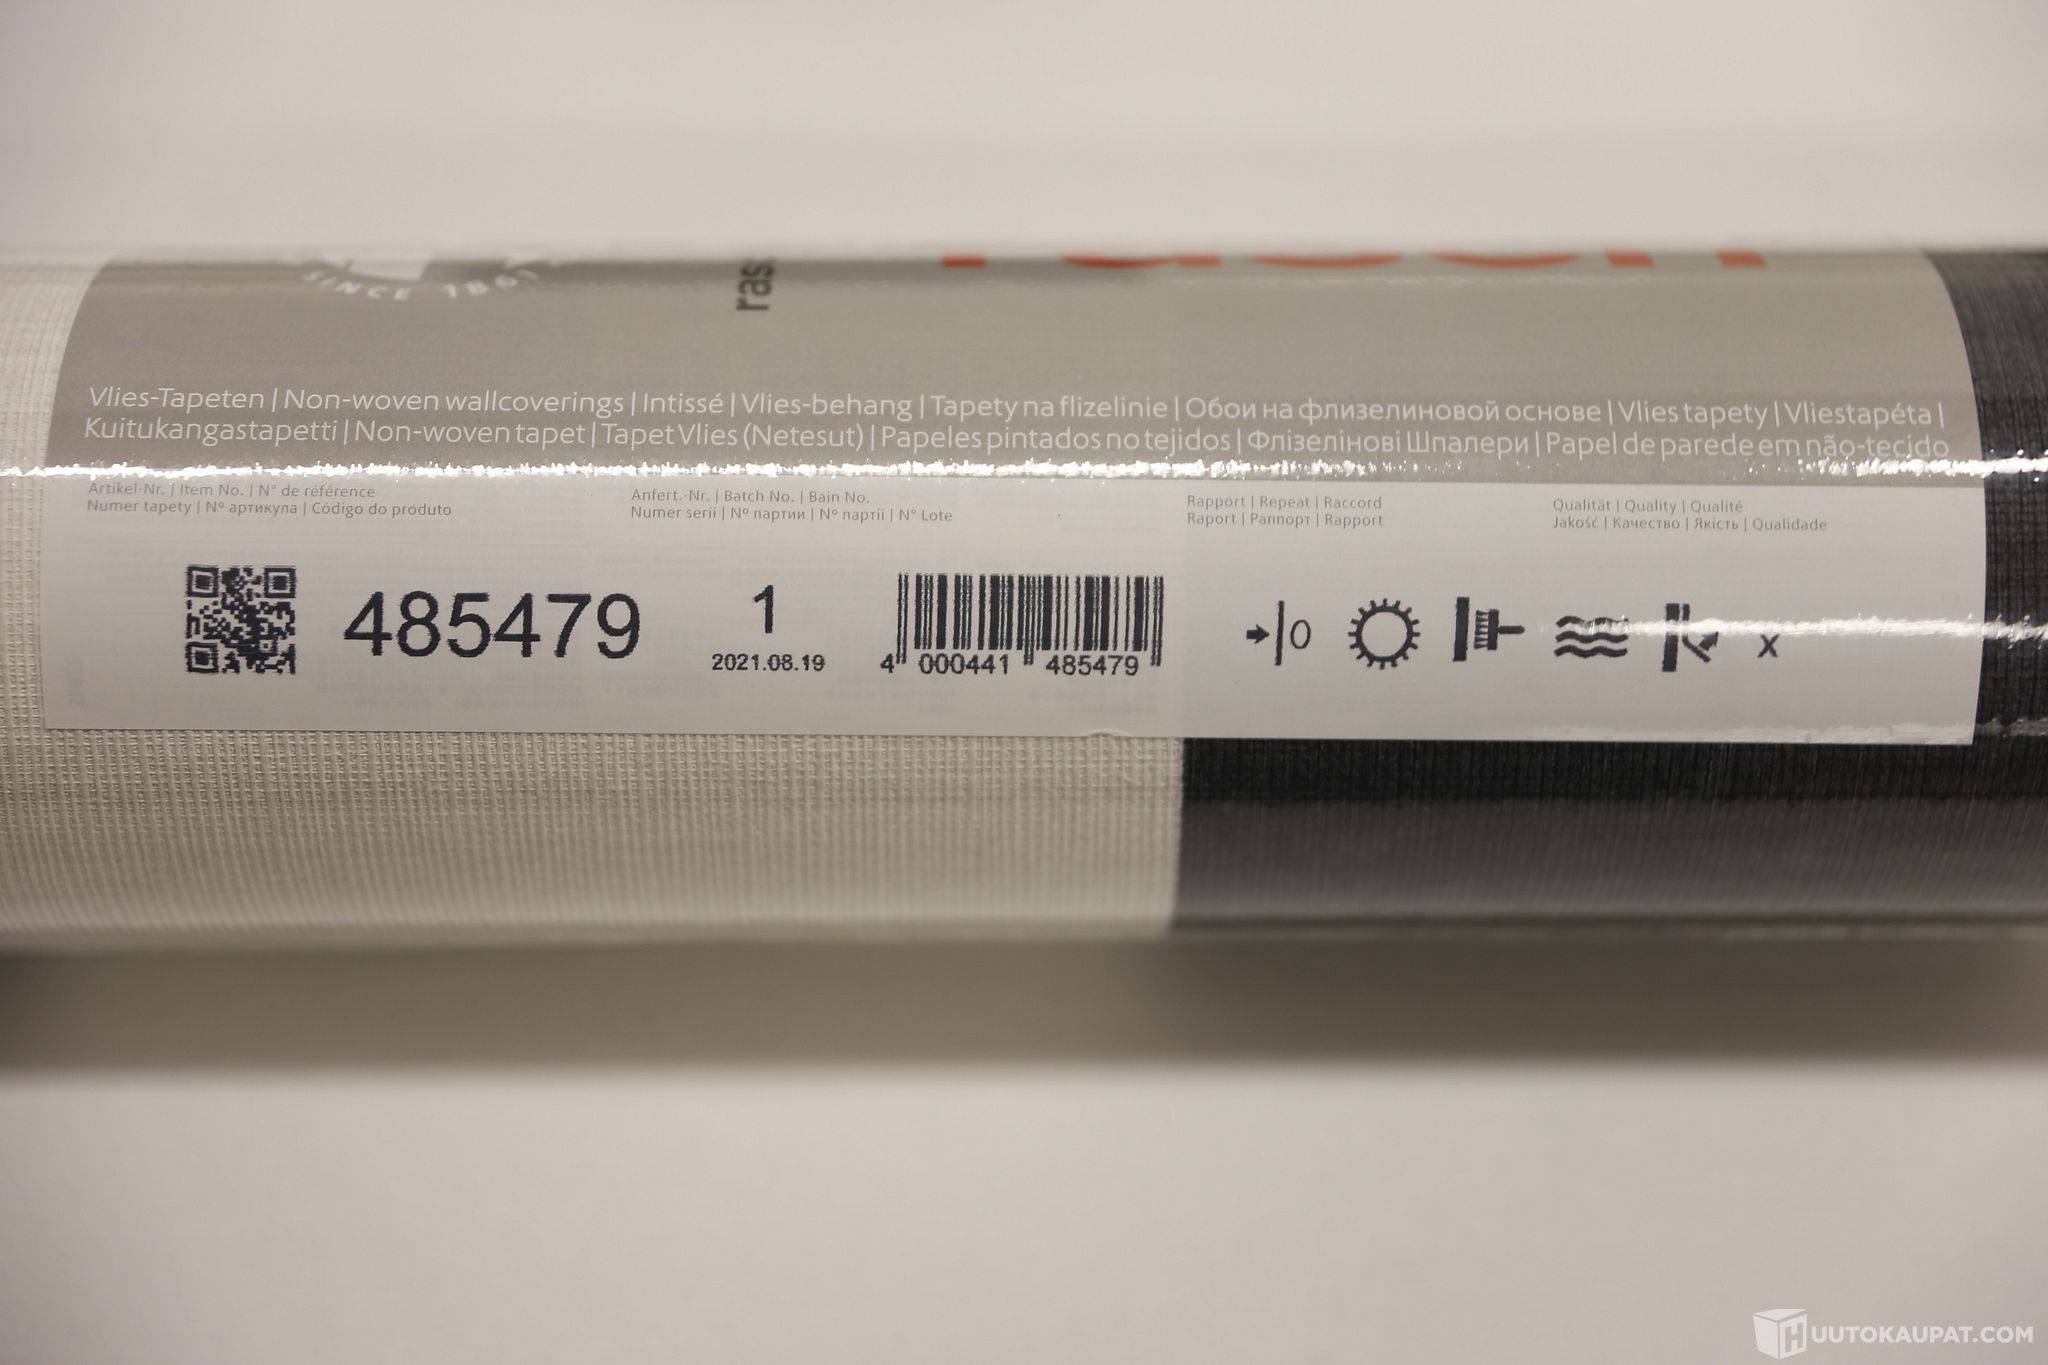 SINCE 1861
Vlies-Tapeten | Non-woven wallcoverings | Intissé | Vlies-behang | Tapety na flizelinie | Обои на флизелиновой основе | Vlies tapety | Vliestapéta |
Kuitukangastapetti | Non-woven tapet | Tapet Vlies (Netesut) | Papeles pintados no tejidos | Флізелінові Шпалери | Papel de parede em não-tecido
Artikel-Nr. | Item No. | N° de référence
Numer tapety | Nº артикула | Código do produto
Anfert.-Nr. | Batch No. | Bain No.
Numer serii | Nº партии | Nº партії | N° Lote
Rapport | Repeat | Raccord
Raport | Раппорт | Rapport
Qualität | Quality | Qualité
Jakość | Качество | Якість | Qualidade
485479
1
2021.08.19
4 000441 485479
0
x
HUUTOKAUPAT.COM